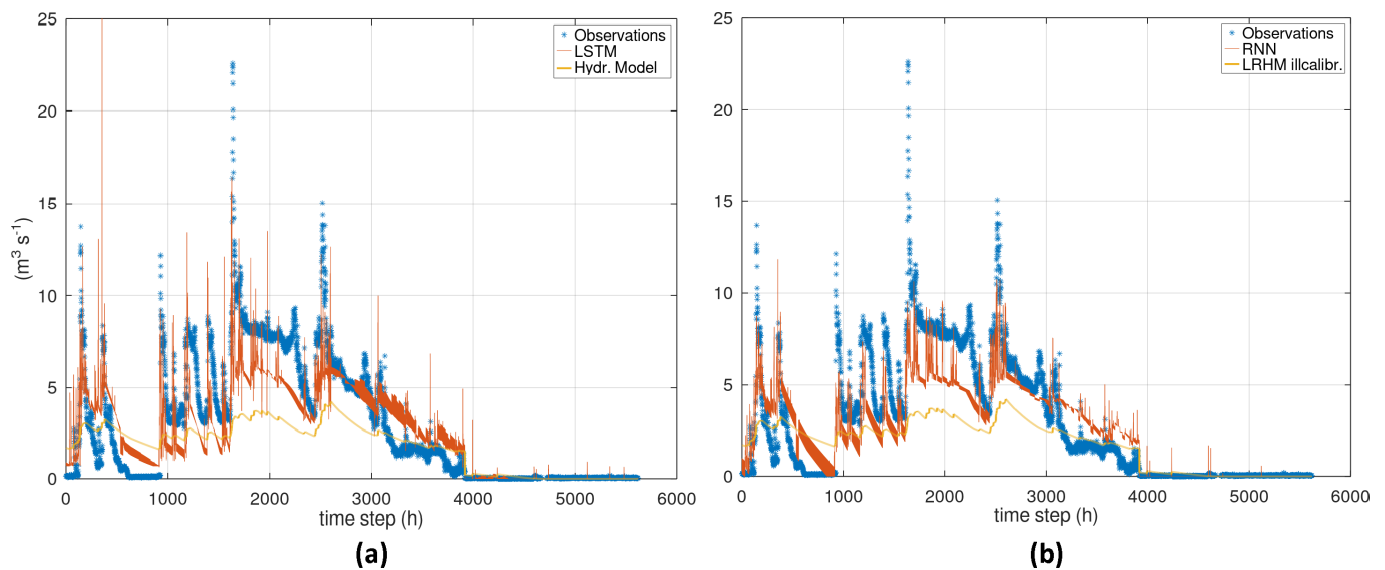 25
20
15
10
5
0
(m³ s⁻¹)
Observations
LSTM
Hydr. Model
0 1000 2000 3000 4000 5000 6000
time step (h)
(a)
25
20
15
10
5
0
Observations
RNN
LRHM illcalibr.
0 1000 2000 3000 4000 5000 6000
time step (h)
(b)